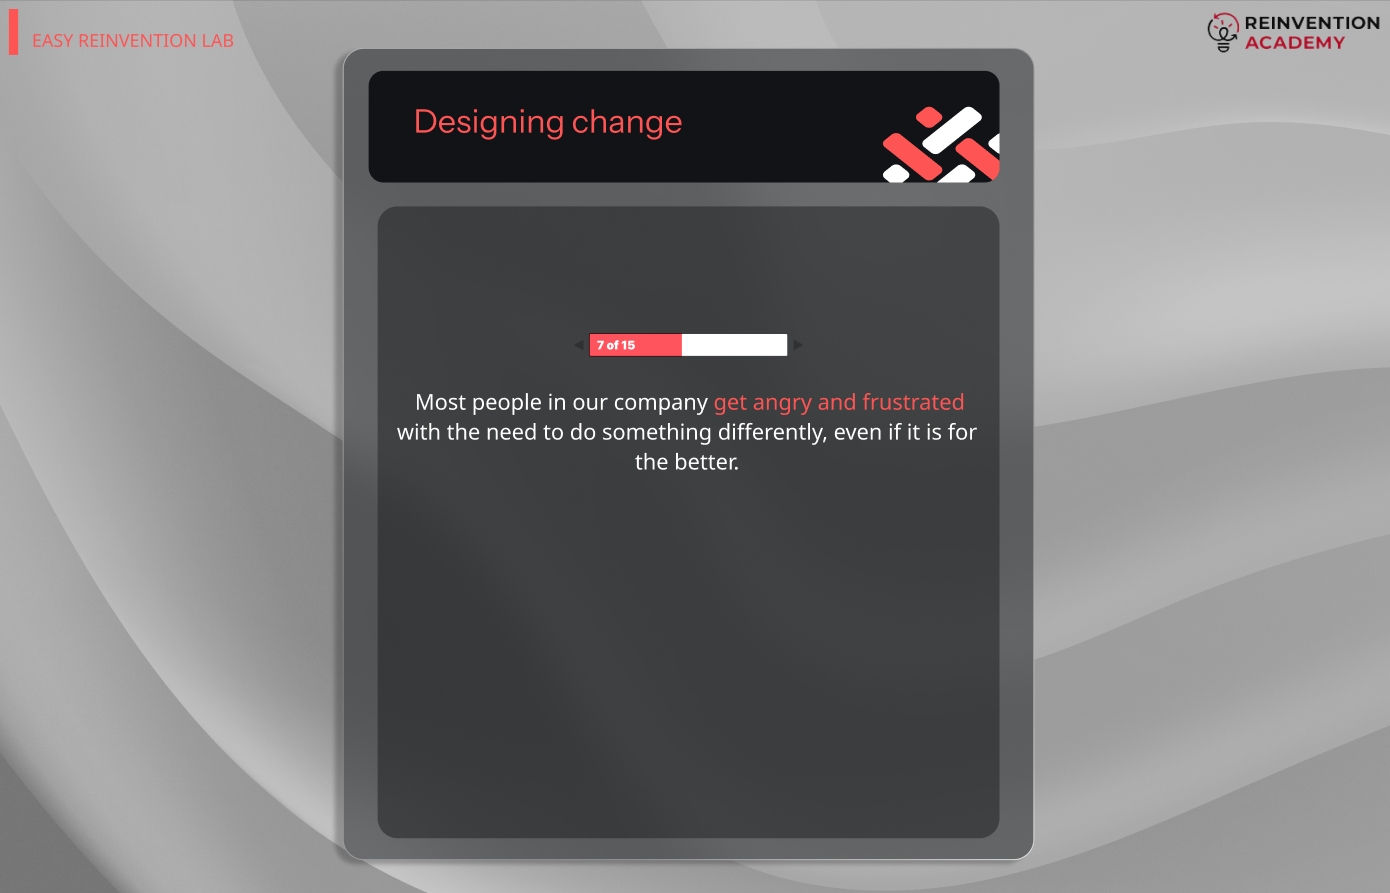 EASY REINVENTION LAB
REINVENTION
ACADEMY
Designing change
7 of 15
Most people in our company get angry and frustrated
with the need to do something differently, even if it is for
the better.